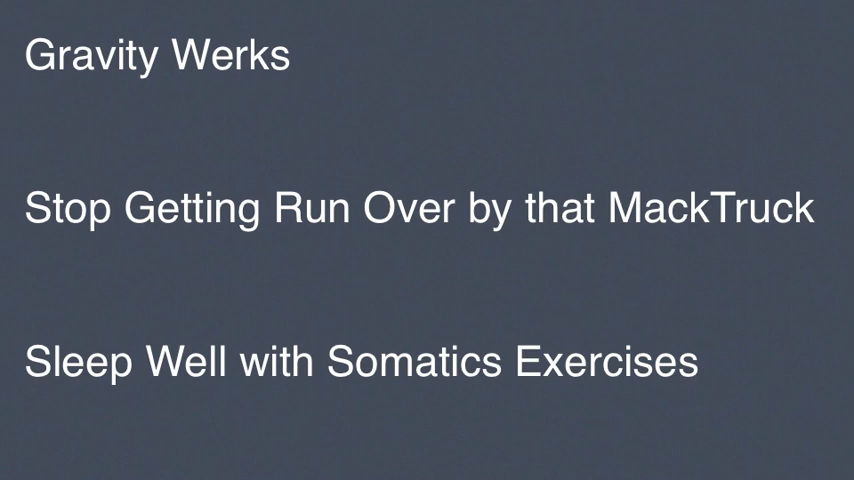 Gravity Werks
Stop Getting Run Over by that MackTruck
Sleep Well with Somatics Exercises